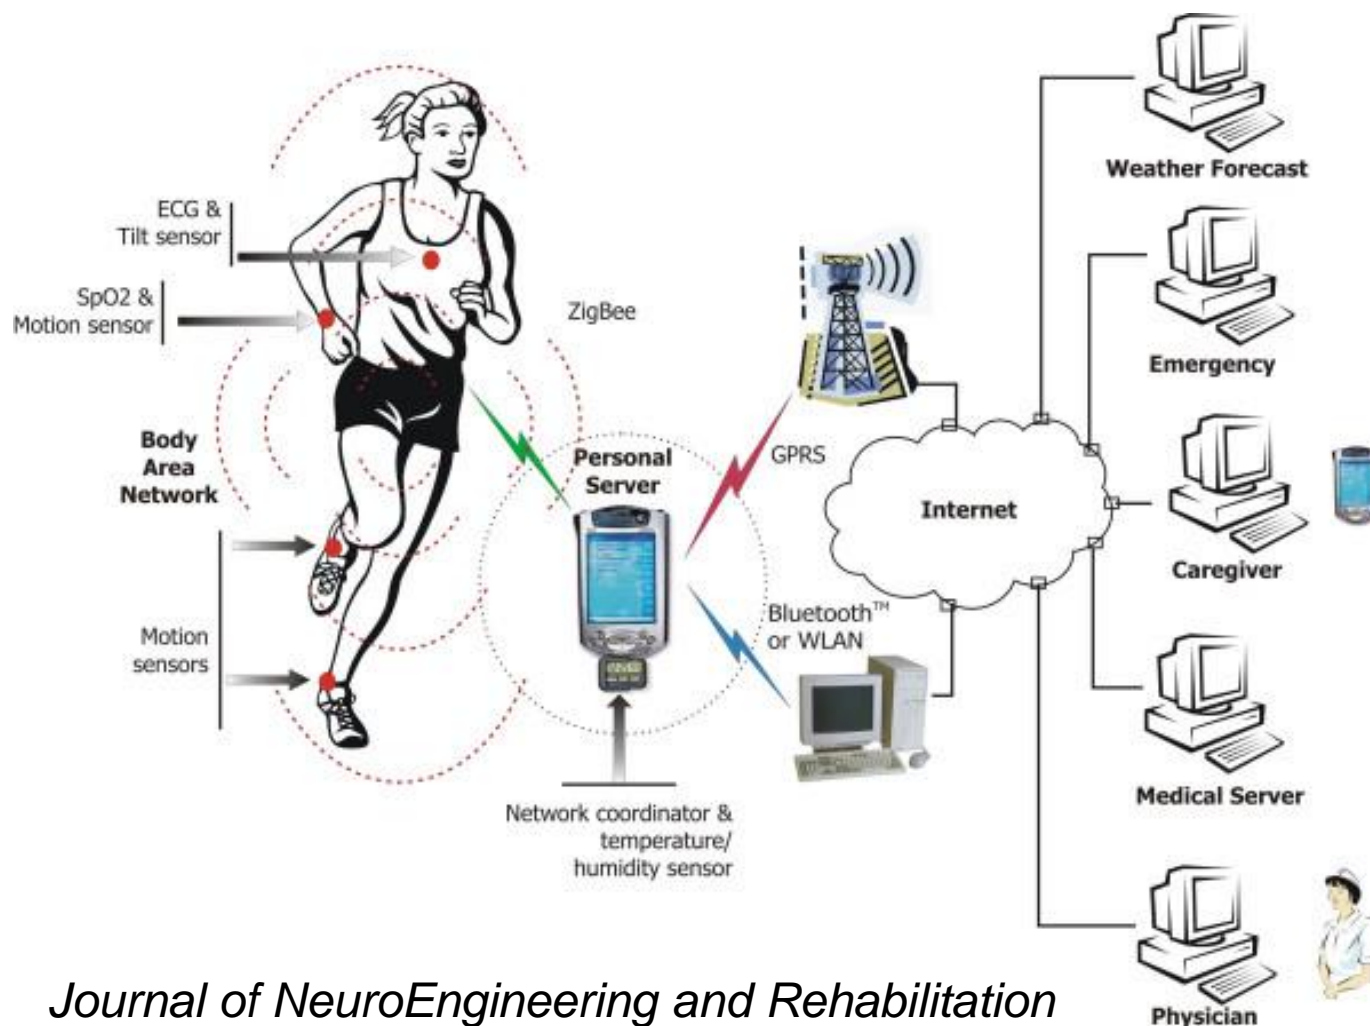 Weather Forecast
ECG &
Tilt sensor
SpO2 &
Motion sensor
ZigBee
Emergency
Body
Area
Network
Personal
Server
GPRS
Internet
Caregiver
Bluetooth™
or WLAN
Motion
sensors
Medical Server
Network coordinator &
temperature/
humidity sensor
Journal of NeuroEngineering and Rehabilitation
Physician